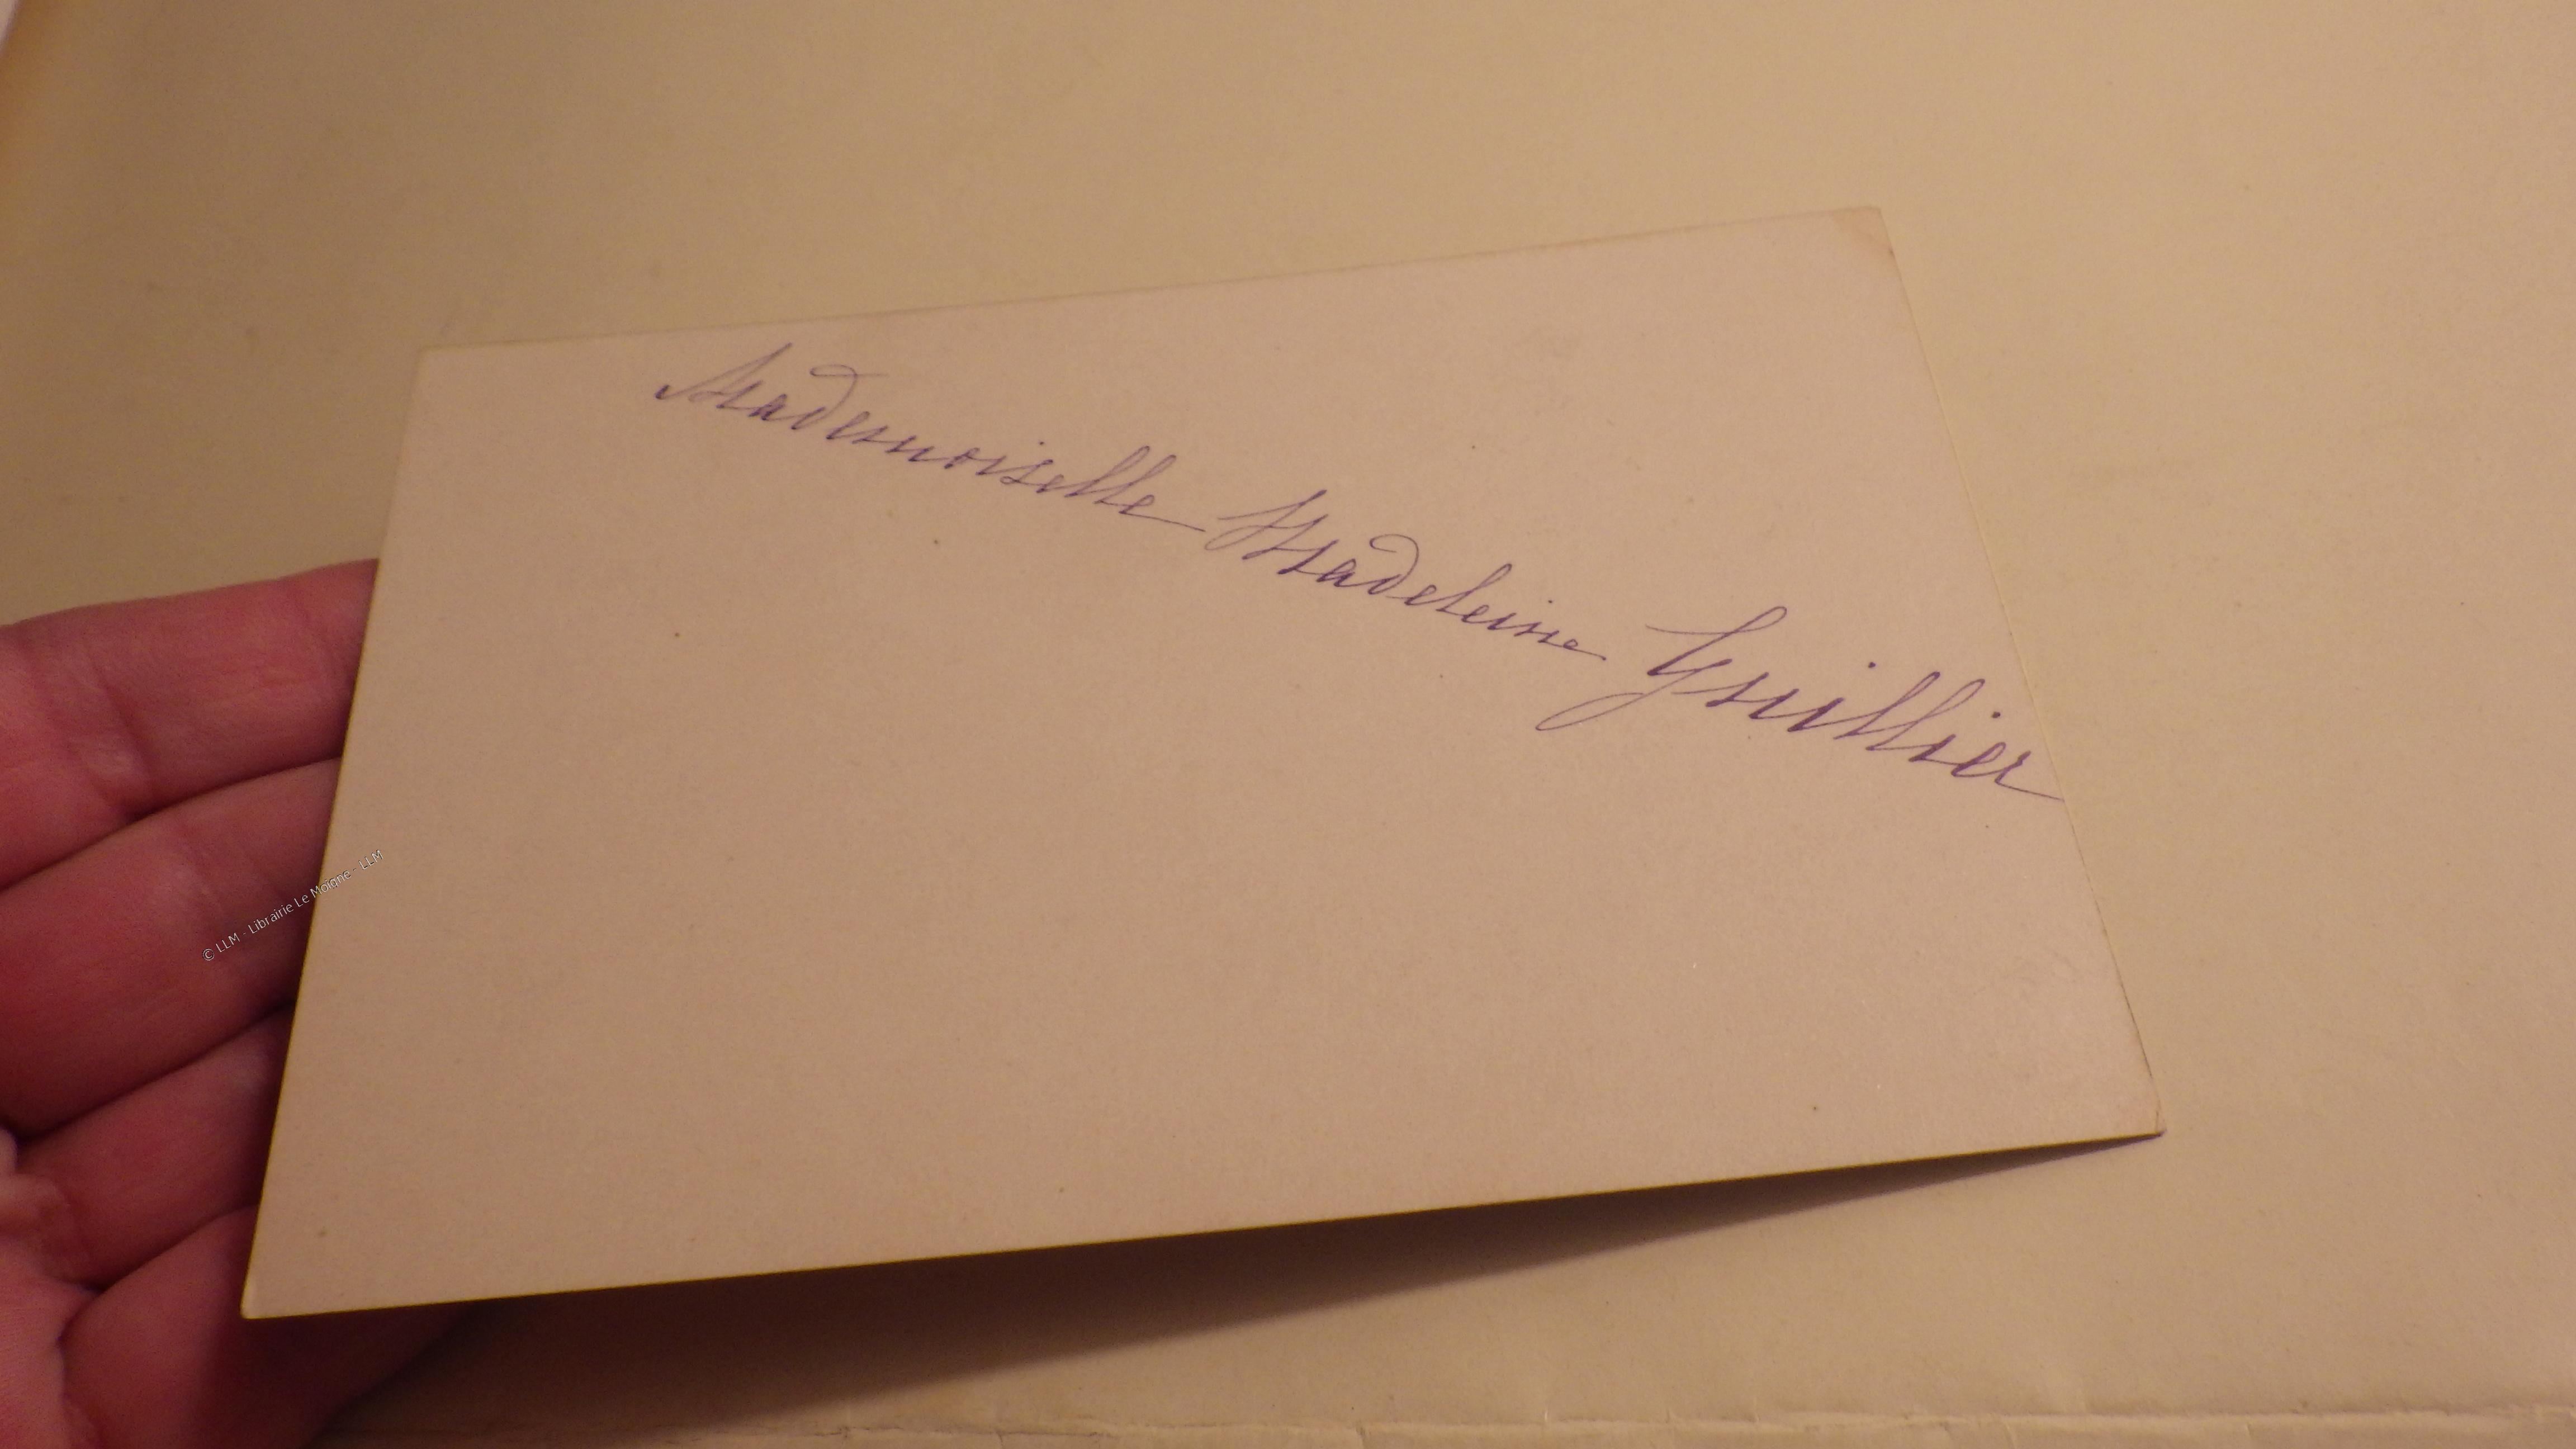 Mademoiselle Madeleine Guillier
© LLM - Librairie Le Moigne - LLM